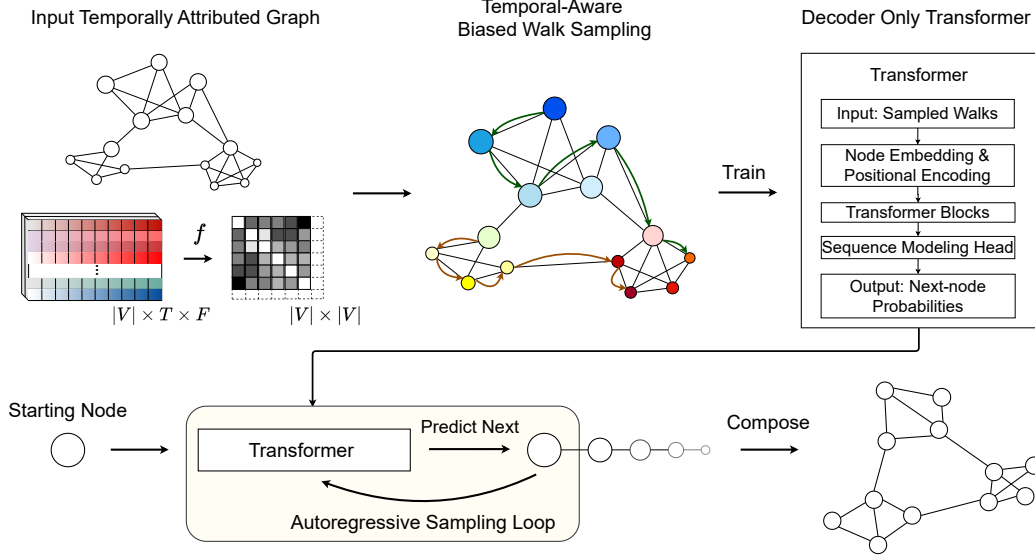 Input Temporally Attributed Graph
Temporal-Aware
Biased Walk Sampling
Decoder Only Transformer
f
|V| × T × F
|V| × |V|
Train
Transformer
Input: Sampled Walks
Node Embedding &
Positional Encoding
Transformer Blocks
Sequence Modeling Head
Output: Next-node
Probabilities
Starting Node
Transformer
Predict Next
Autoregressive Sampling Loop
Compose